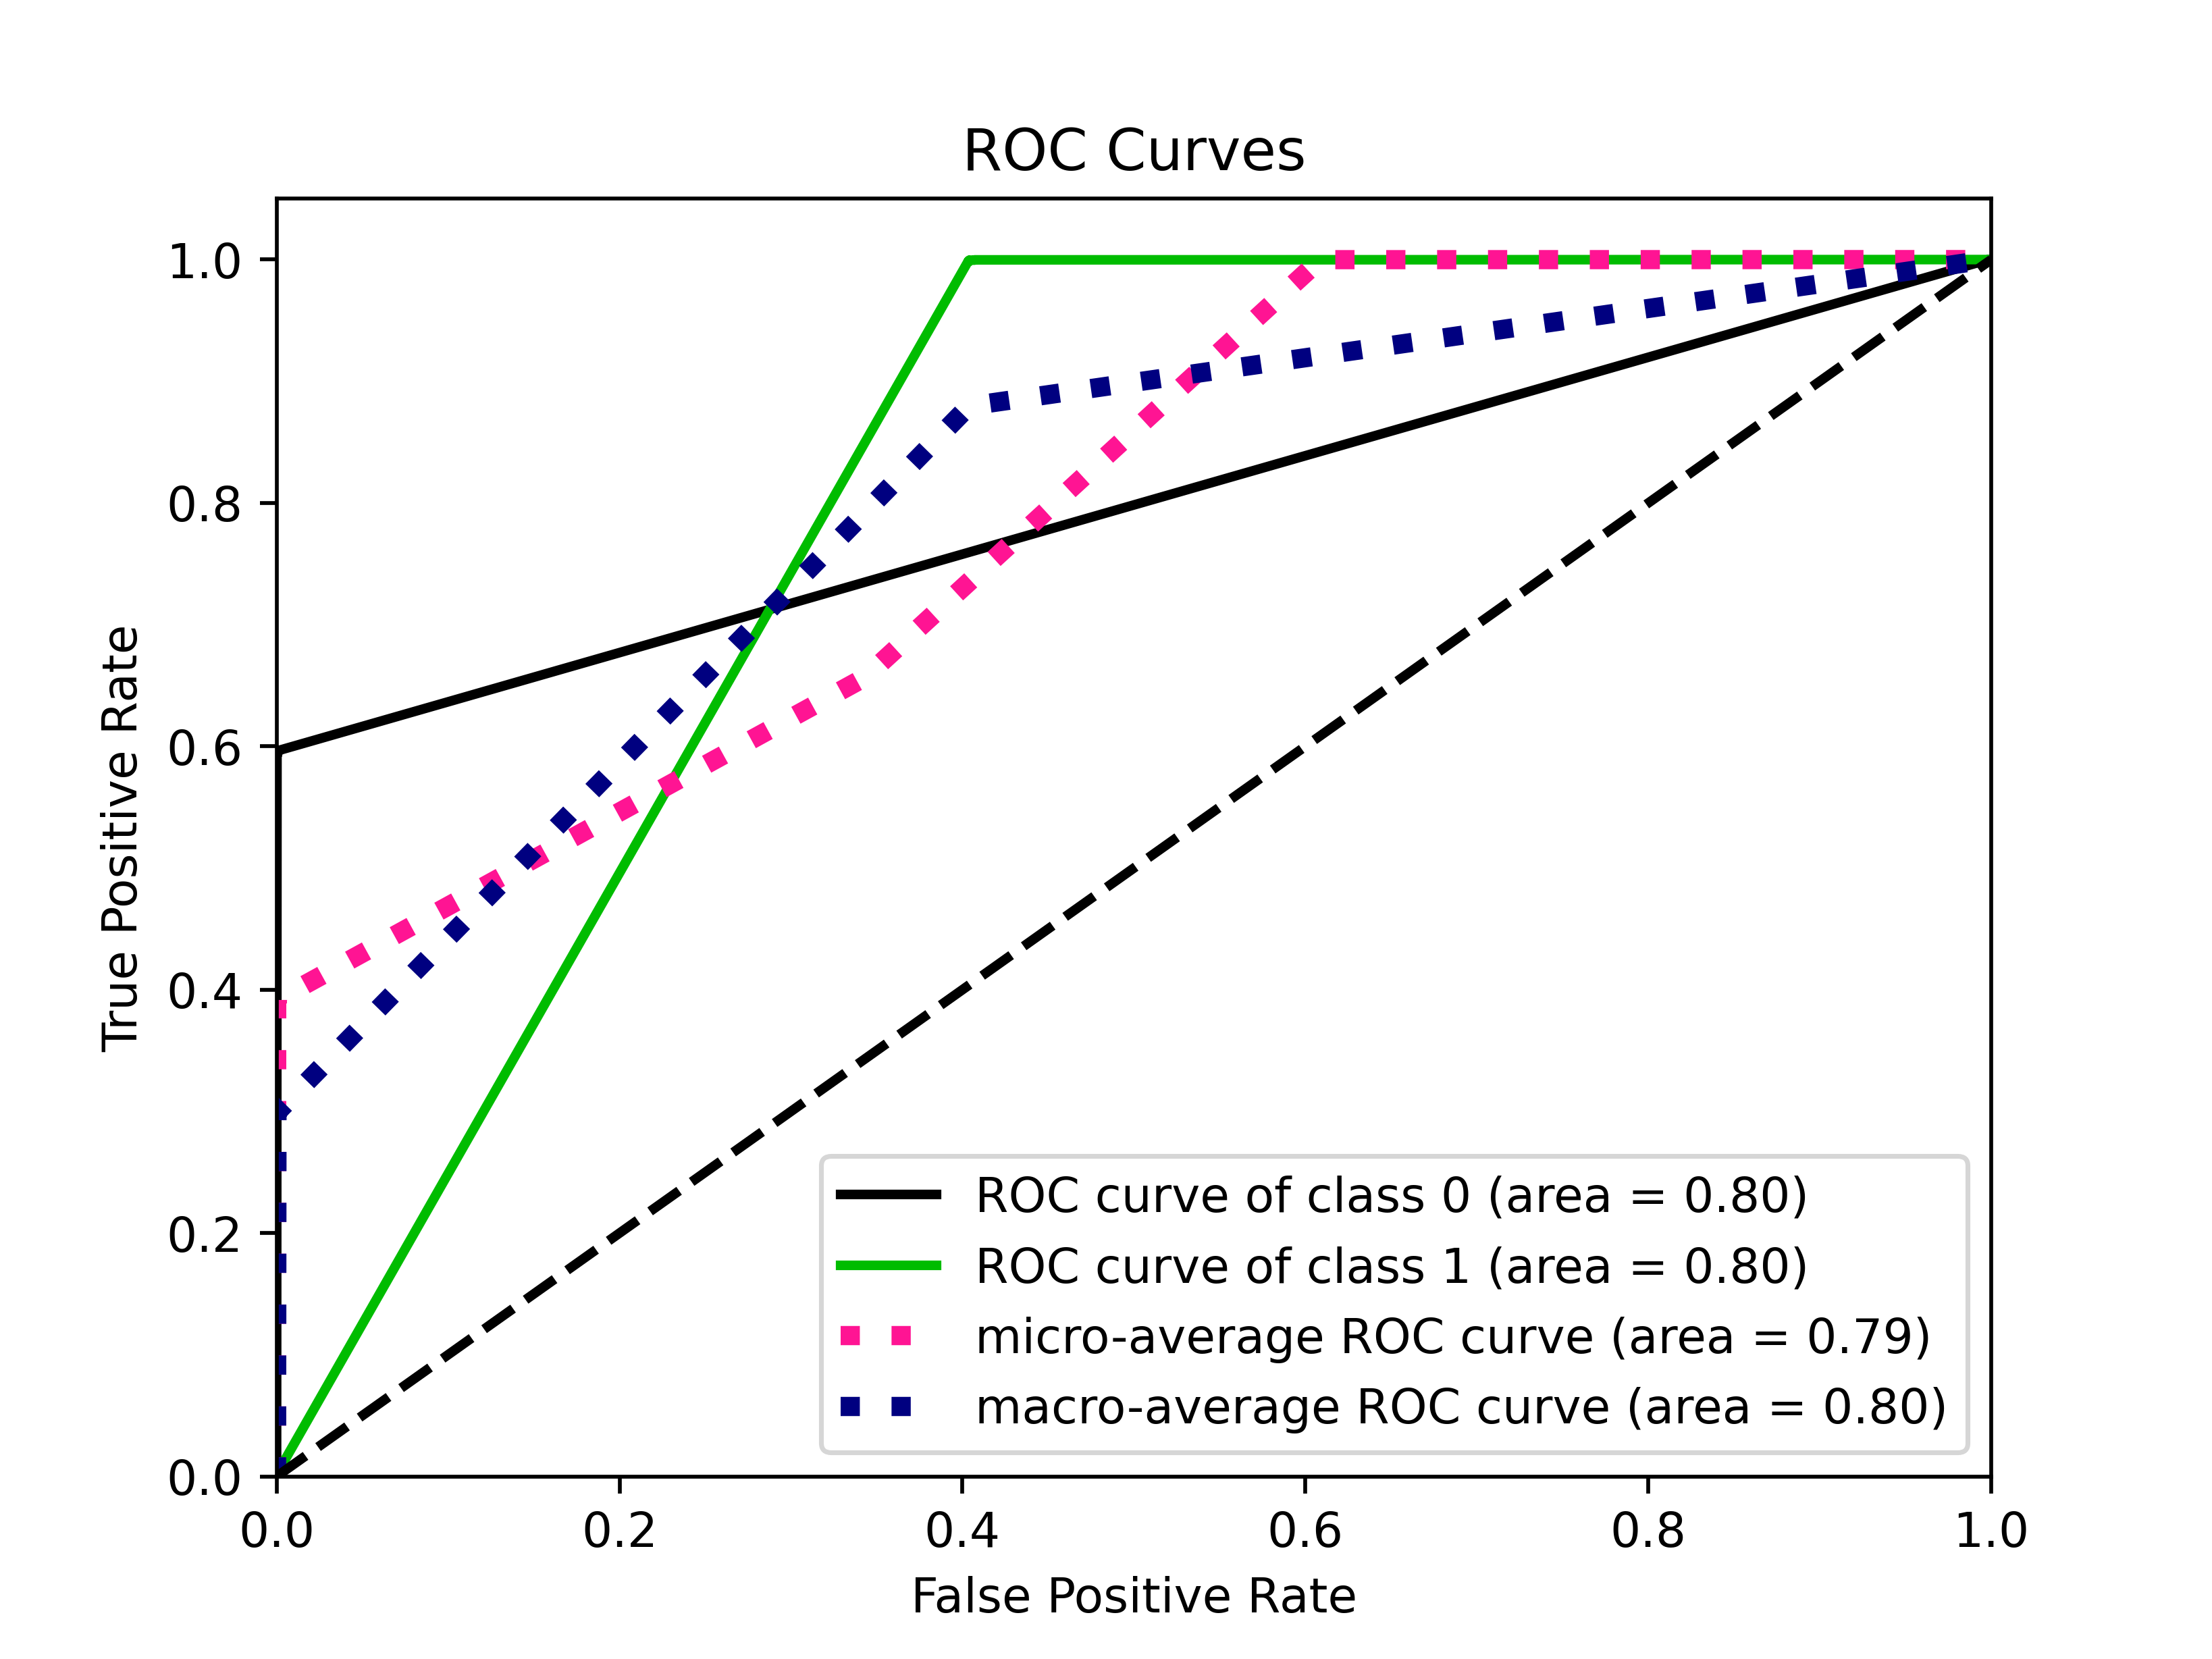 ROC Curves
True Positive Rate
1.0
0.8
0.6
0.4
0.2
0.0
ROC curve of class 0 (area = 0.80)
ROC curve of class 1 (area = 0.80)
micro-average ROC curve (area = 0.79)
macro-average ROC curve (area = 0.80)
0.0 0.2 0.4 0.6 0.8 1.0
False Positive Rate